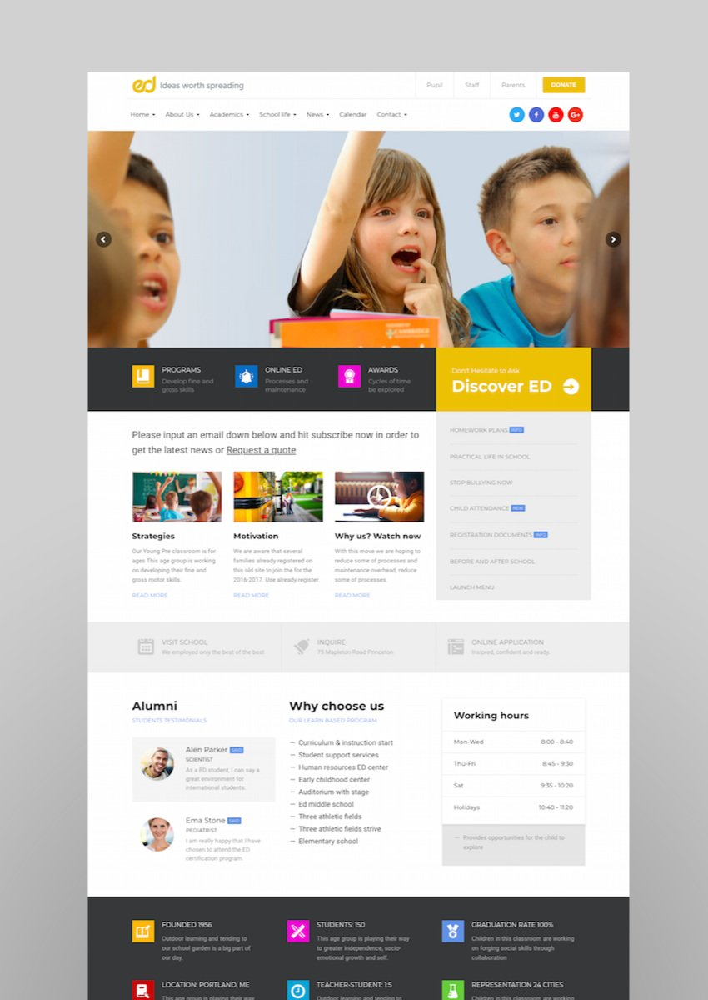 ed Ideas worth spreading
Pupil Staff Parents DONATE
Home About Us Academics School life News Calendar Contact
CAMBRIDGE
PROGRAMS
Develop fine and
gross skills
ONLINE ED
Processes and
maintenance
AWARDS
Cycles of time
be explored
Don't Hesitate to Ask
Discover ED
Please input an email down below and hit subscribe now in order to
get the latest news or Request a quote
Strategies
Our Young Pre classroom is for
ages This age group is working
on developing their fine and
gross motor skills.
READ MORE
Motivation
We are aware that several
families already registered on
this old site to join the for the
2016-2017. Use already register.
READ MORE
Why us? Watch now
With this move we are hoping to
reduce some of processes and
maintenance overhead, reduce
some of processes.
READ MORE
HOMEWORK PLANS INFO
PRACTICAL LIFE IN SCHOOL
STOP BULLYING NOW
CHILD ATTENDANCE NEW
REGISTRATION DOCUMENTS INFO
BEFORE AND AFTER SCHOOL
LAUNCH MENU
VISIT SCHOOL
We employed only the best of the best
INQUIRE
75 Mapleton Road Princeton
ONLINE APPLICATION
Insipred, confident and ready.
Alumni
STUDENTS TESTIMONIALS
Alen Parker SAID
SCIENTIST
As a ED student, I can say a
great environment for
international students.
Ema Stone SAID
PEDIATRIST
I am really happy that I have
chosen to attend the ED
certification program.
Why choose us
OUR LEARN BASED PROGRAM
— Curriculum & instruction start
— Student support services
— Human resources ED center
— Early childhood center
— Auditorium with stage
— Ed middle school
— Three athletic fields
— Three athletic fields strive
— Elementary school
Working hours
Mon-Wed 8:00 - 8:40
Thu-Fri 8:45 - 9:30
Sat 9:35 - 10:20
Holidays 10:40 - 11:20
— Provides opportunities for the child to
explore
FOUNDED 1956
Outdoor learning and tending to
our school garden is a big part of
our day.
STUDENTS: 150
This age group is playing their way
to greater independence, socio-
emotional growth and self.
GRADUATION RATE 100%
Children in this classroom are working
on forging social skills through
collaboration
LOCATION: PORTLAND, ME
This age group is playing their way
TEACHER-STUDENT: 1:5
Outdoor learning and tending to
REPRESENTATION 24 CITIES
Children in this classroom are working